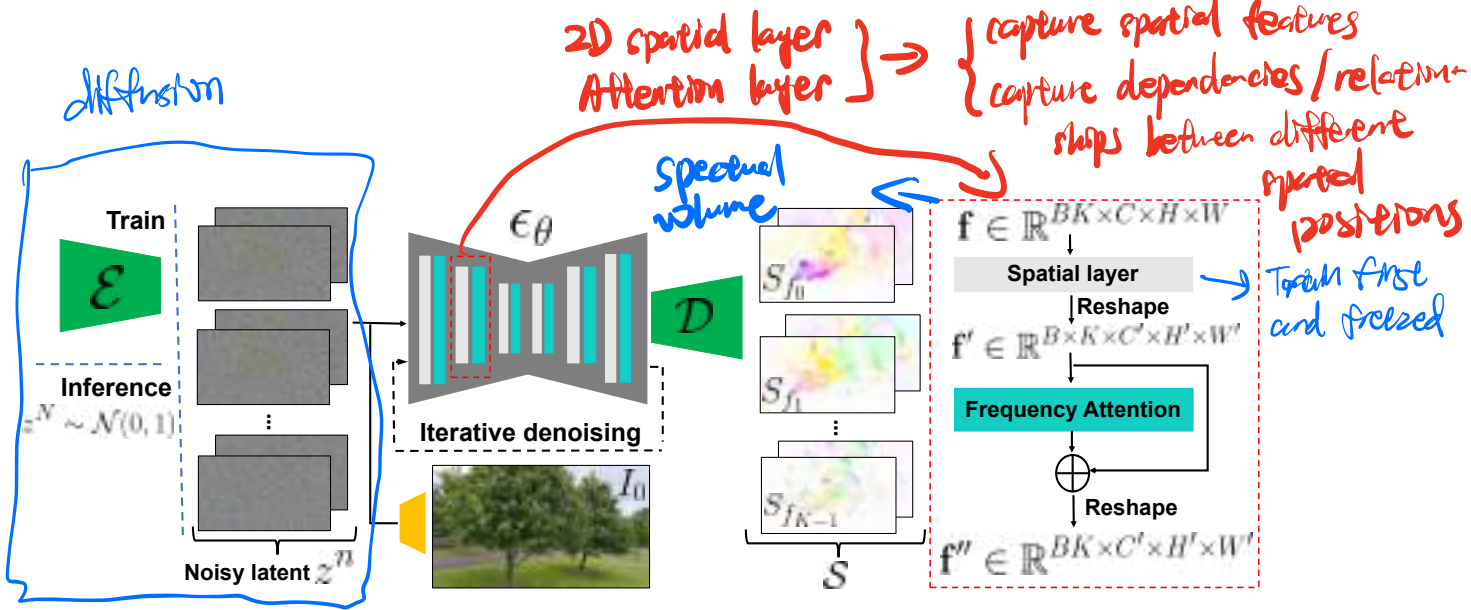 2D spatial layer
Attention layer
capture spatial features
capture dependencies/relation-
ships between different
spatial
positions
diffusion
spectual
volume
Train
ℰ
Inference
z^N ∼ 𝒩(0, 1)
Noisy latent z^n
ϵ_θ
Iterative denoising
I_0
𝒟
S_{f_0}
S_{f_1}
S_{f_{K−1}}
𝒮
f ∈ ℝ^{BK×C×H×W}
Spatial layer
Reshape
f′ ∈ ℝ^{B×K×C′×H′×W′}
Frequency Attention
Reshape
f″ ∈ ℝ^{BK×C′×H′×W′}
Train first
and freezed